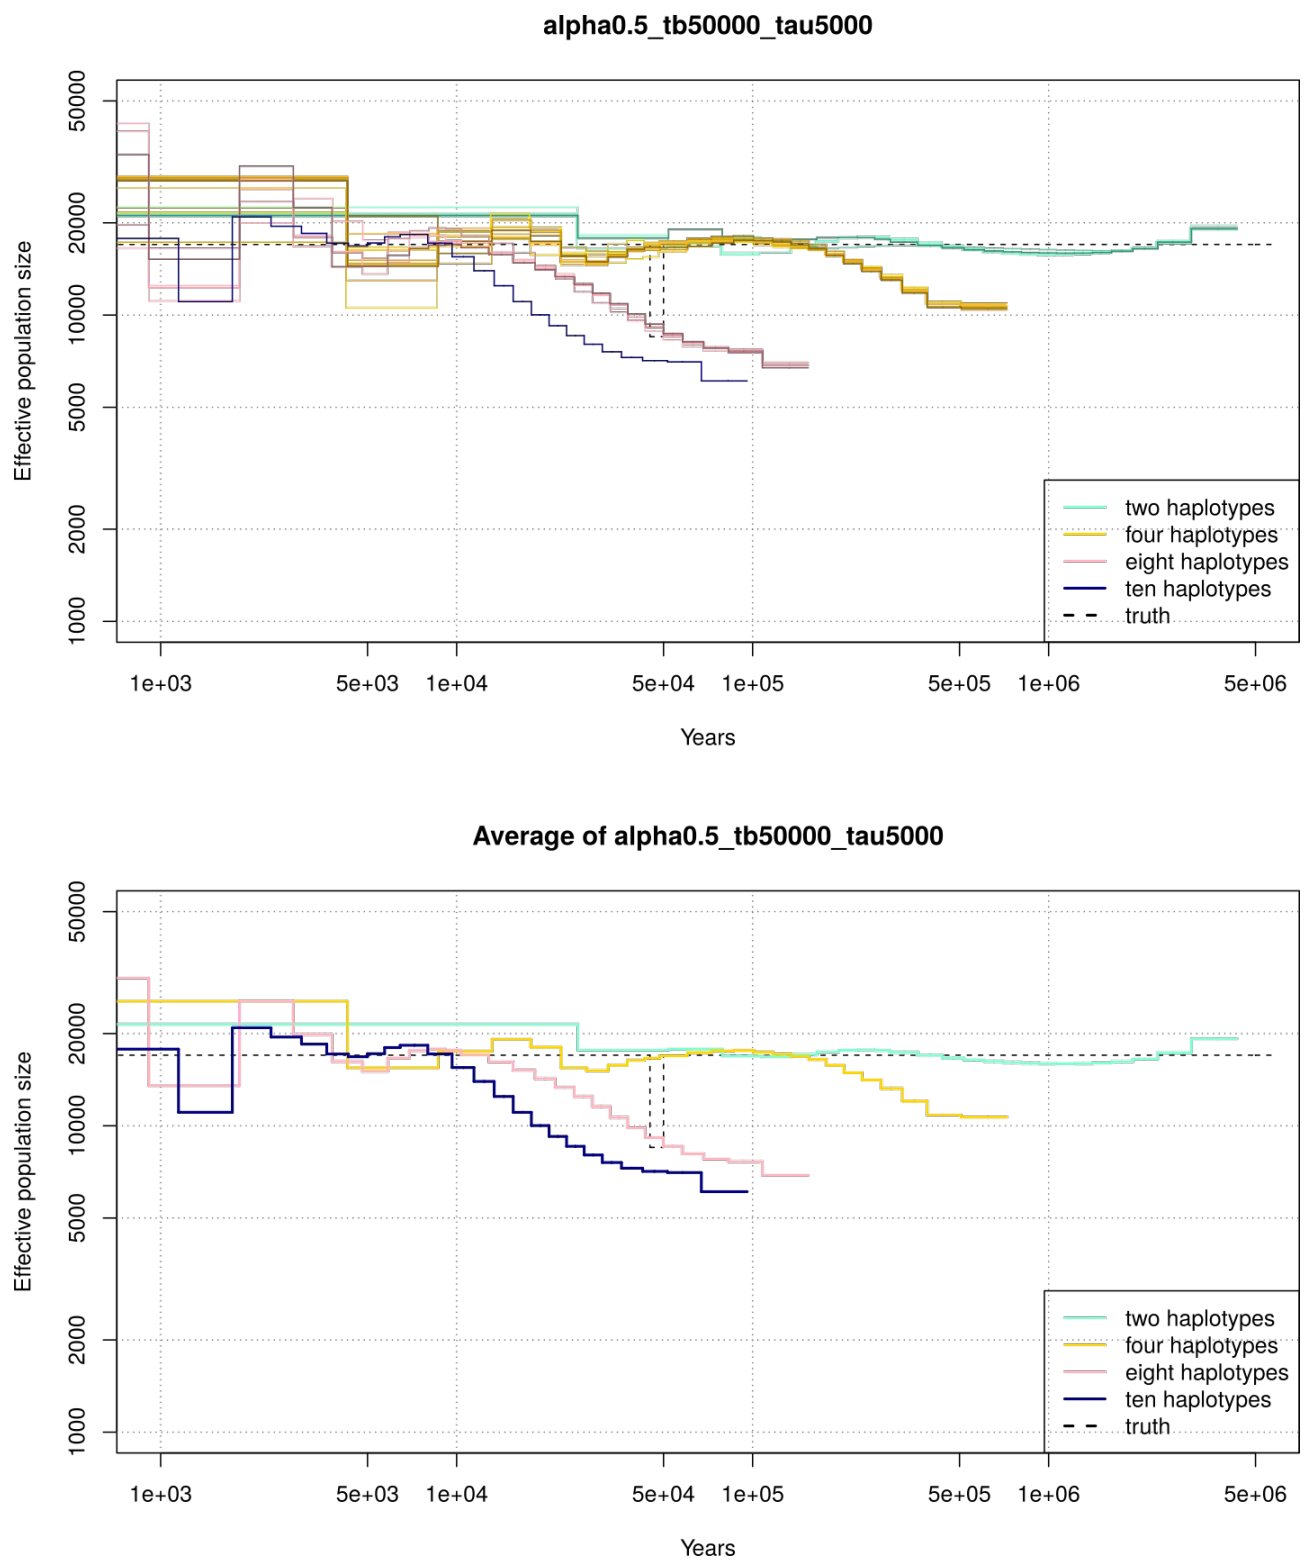 alpha0.5_tb50000_tau5000
Effective population size
50000
20000
10000
5000
2000
1000
two haplotypes
four haplotypes
eight haplotypes
ten haplotypes
truth
1e+03 5e+03 1e+04 5e+04 1e+05 5e+05 1e+06 5e+06
Years
Average of alpha0.5_tb50000_tau5000
Effective population size
50000
20000
10000
5000
2000
1000
two haplotypes
four haplotypes
eight haplotypes
ten haplotypes
truth
1e+03 5e+03 1e+04 5e+04 1e+05 5e+05 1e+06 5e+06
Years